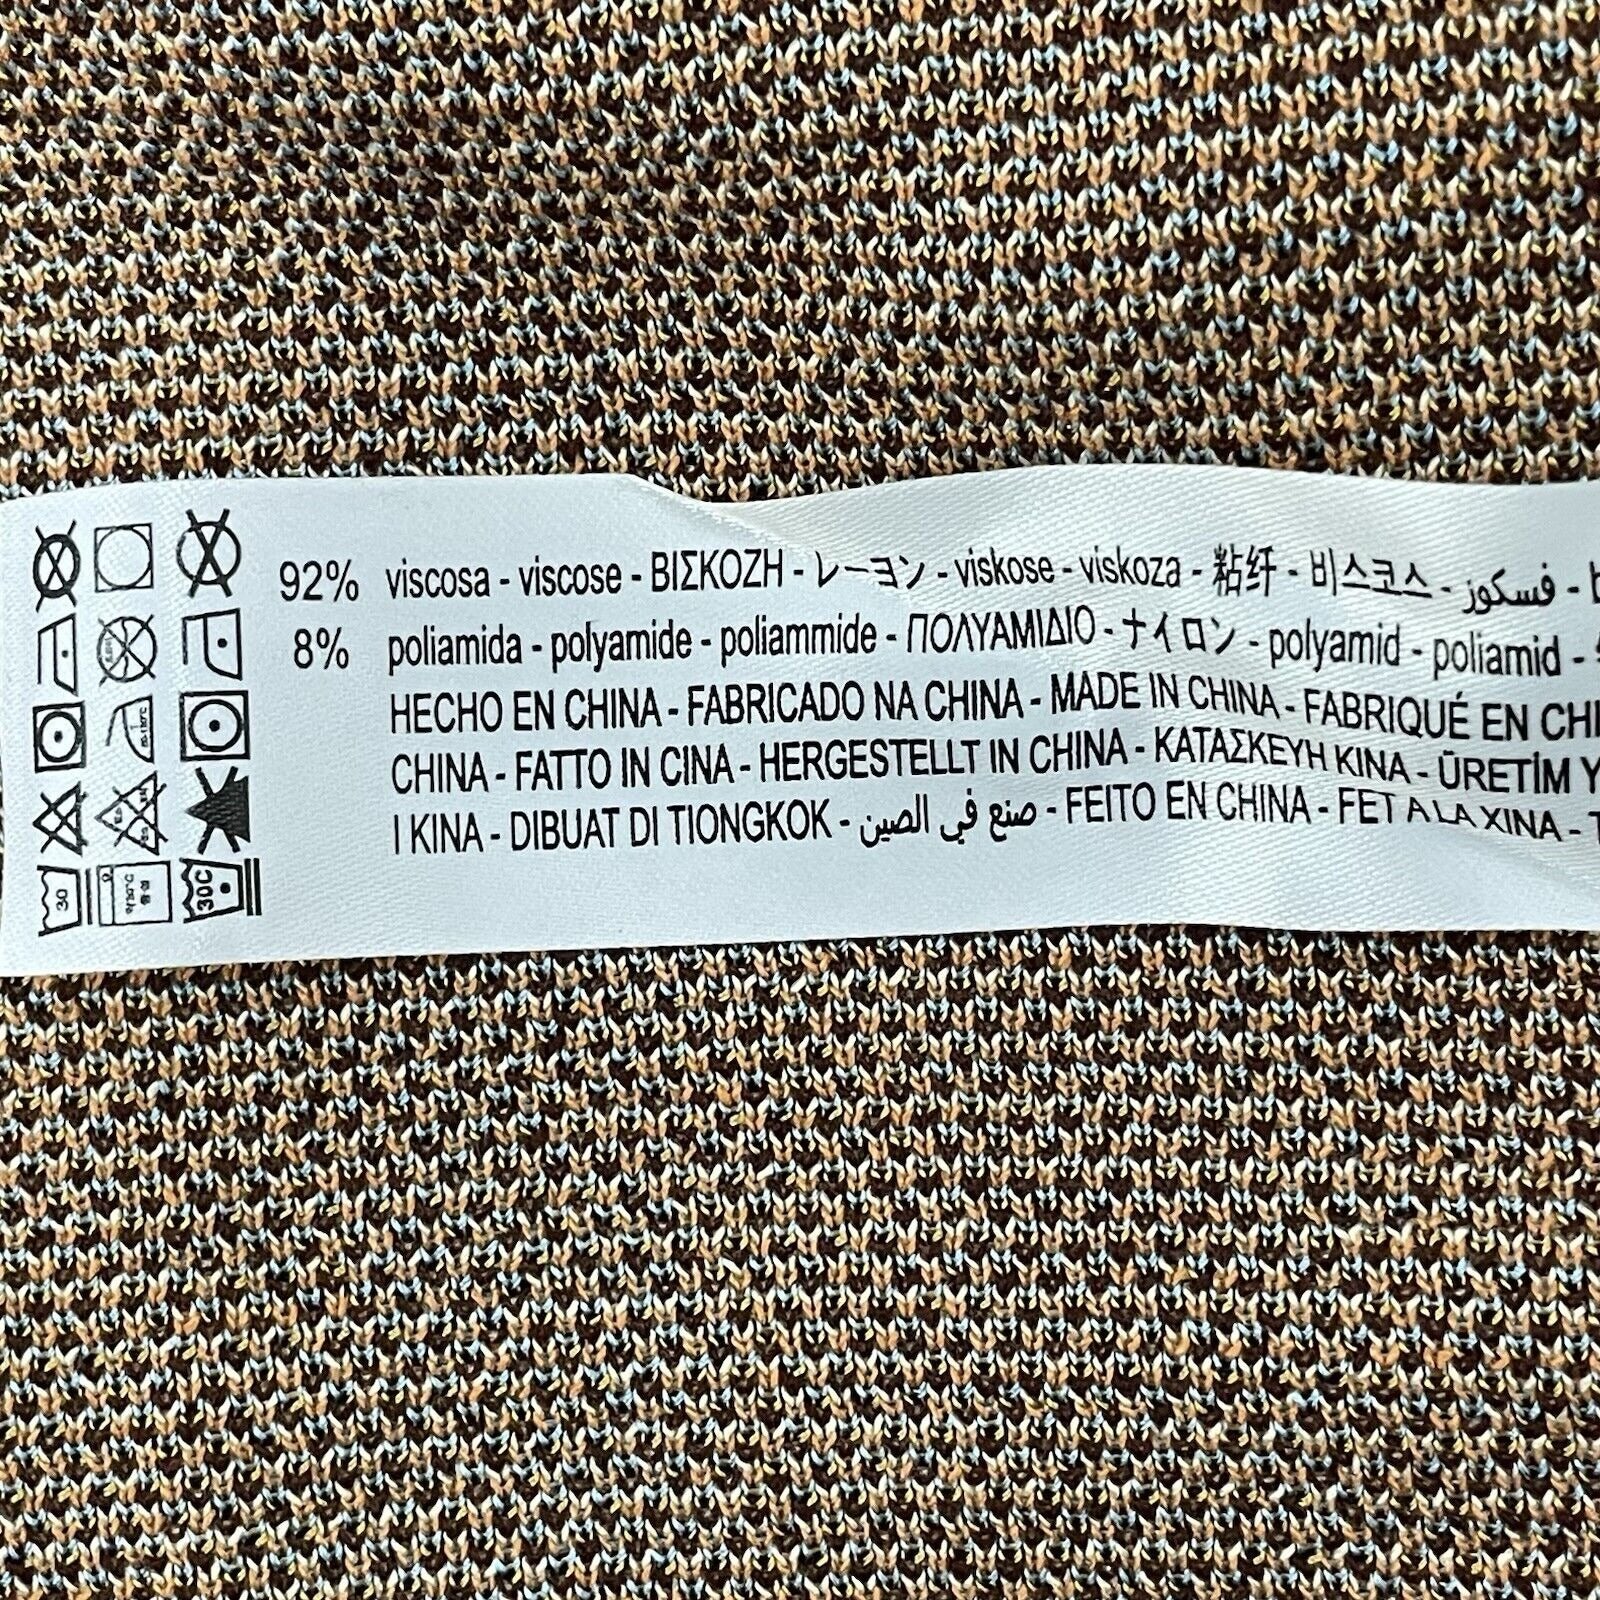 92% viscosa - viscose - ΒΙΣΚΟΖΗ - レーヨン - viskose - viskoza - 粘纤 - 비스코스 - فسكوز -
8% poliamida - polyamide - poliammide - ΠΟΛΥΑΜΙΔΙΟ - ナイロン - polyamid - poliamid -
HECHO EN CHINA - FABRICADO NA CHINA - MADE IN CHINA - FABRIQUÉ EN CHI
CHINA - FATTO IN CINA - HERGESTELLT IN CHINA - ΚΑΤΑΣΚΕΥΗ ΚΙΝΑ - ÜRETİM Y
I KINA - DIBUAT DI TIONGKOK - صنع في الصين - FEITO EN CHINA - FET A LA XINA - T
30
30C